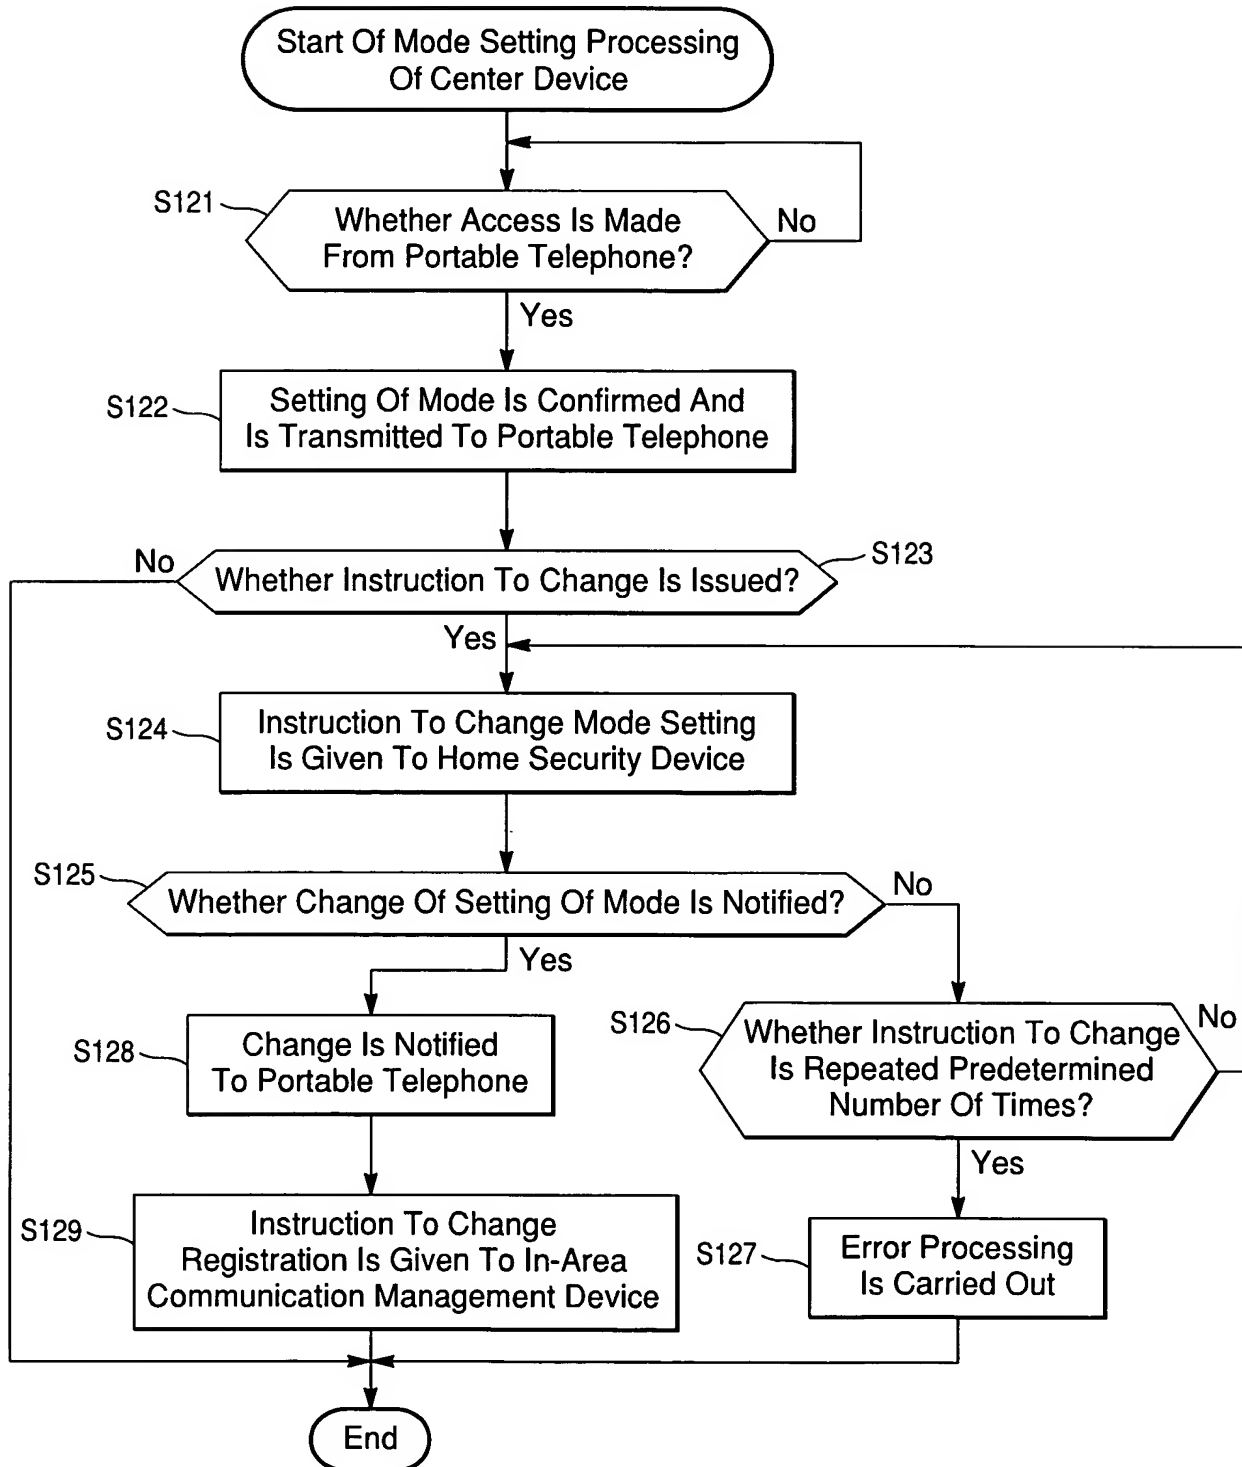 Start Of Mode Setting Processing
Of Center Device
S121
Whether Access Is Made
From Portable Telephone?
No
Yes
S122
Setting Of Mode Is Confirmed And
Is Transmitted To Portable Telephone
No
S123
Whether Instruction To Change Is Issued?
Yes
S124
Instruction To Change Mode Setting
Is Given To Home Security Device
S125
Whether Change Of Setting Of Mode Is Notified?
No
Yes
S128
Change Is Notified
To Portable Telephone
S126
Whether Instruction To Change
Is Repeated Predetermined
Number Of Times?
No
Yes
S129
Instruction To Change
Registration Is Given To In-Area
Communication Management Device
S127
Error Processing
Is Carried Out
End